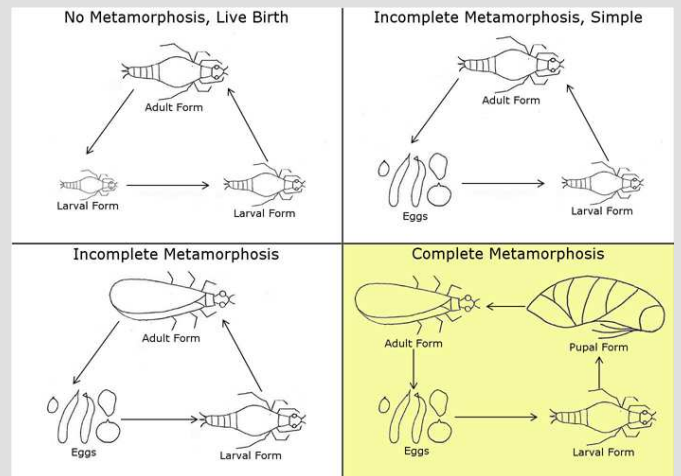 No Metamorphosis, Live Birth
Adult Form
Larval Form
Larval Form
Incomplete Metamorphosis, Simple
Adult Form
Eggs
Larval Form
Incomplete Metamorphosis
Adult Form
Eggs
Larval Form
Complete Metamorphosis
Adult Form
Pupal Form
Eggs
Larval Form